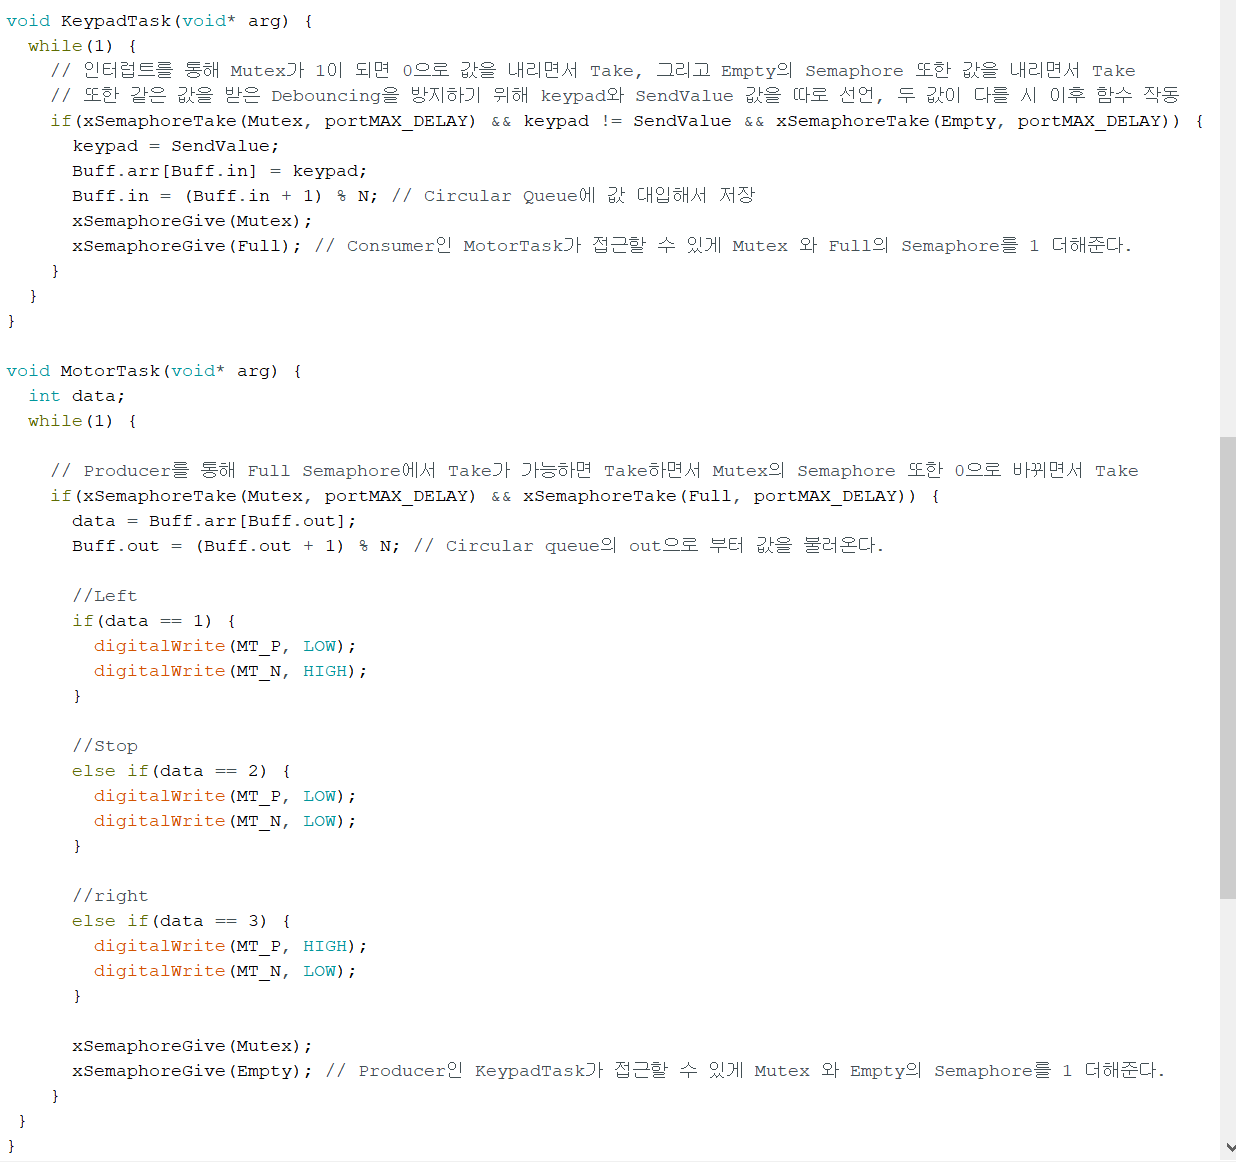 void KeypadTask(void* arg) {
  while(1) {
    // 인터럽트를 통해 Mutex가 1이 되면 0으로 값을 내리면서 Take, 그리고 Empty의 Semaphore 또한 값을 내리면서 Take
    // 또한 같은 값을 받은 Debouncing을 방지하기 위해 keypad와 SendValue 값을 따로 선언, 두 값이 다를 시 이후 함수 작동
    if(xSemaphoreTake(Mutex, portMAX_DELAY) && keypad != SendValue && xSemaphoreTake(Empty, portMAX_DELAY)) {
      keypad = SendValue;
      Buff.arr[Buff.in] = keypad;
      Buff.in = (Buff.in + 1) % N; // Circular Queue에 값 대입해서 저장
      xSemaphoreGive(Mutex);
      xSemaphoreGive(Full); // Consumer인 MotorTask가 접근할 수 있게 Mutex 와 Full의 Semaphore를 1 더해준다.
    }
  }
}

void MotorTask(void* arg) {
  int data;
  while(1) {

    // Producer를 통해 Full Semaphore에서 Take가 가능하면 Take하면서 Mutex의 Semaphore 또한 0으로 바뀌면서 Take
    if(xSemaphoreTake(Mutex, portMAX_DELAY) && xSemaphoreTake(Full, portMAX_DELAY)) {
      data = Buff.arr[Buff.out];
      Buff.out = (Buff.out + 1) % N; // Circular queue의 out으로 부터 값을 불러온다.

      //Left
      if(data == 1) {
        digitalWrite(MT_P, LOW);
        digitalWrite(MT_N, HIGH);
      }

      //Stop
      else if(data == 2) {
        digitalWrite(MT_P, LOW);
        digitalWrite(MT_N, LOW);
      }

      //right
      else if(data == 3) {
        digitalWrite(MT_P, HIGH);
        digitalWrite(MT_N, LOW);
      }

      xSemaphoreGive(Mutex);
      xSemaphoreGive(Empty); // Producer인 KeypadTask가 접근할 수 있게 Mutex 와 Empty의 Semaphore를 1 더해준다.
    }
 }
}